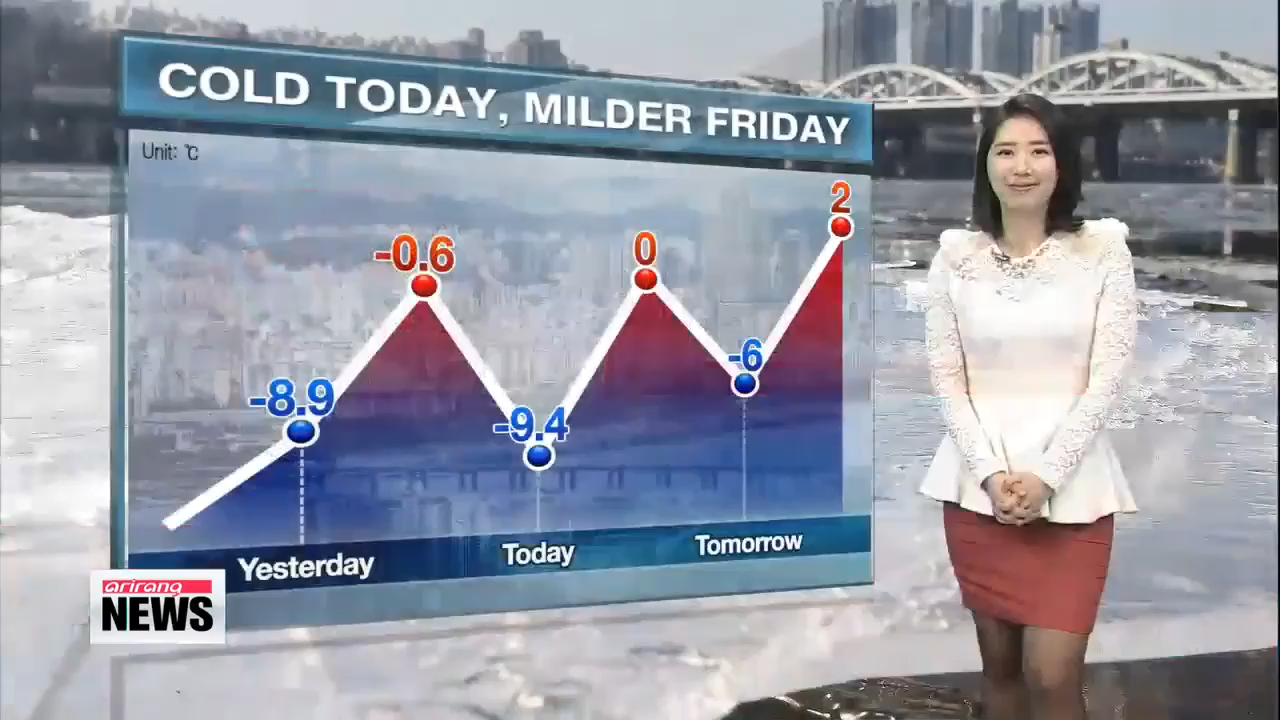 COLD TODAY, MILDER FRIDAY
Unit: ℃
-8.9
-0.6
-9.4
0
-6
2
Yesterday
Today
Tomorrow
arirang
NEWS